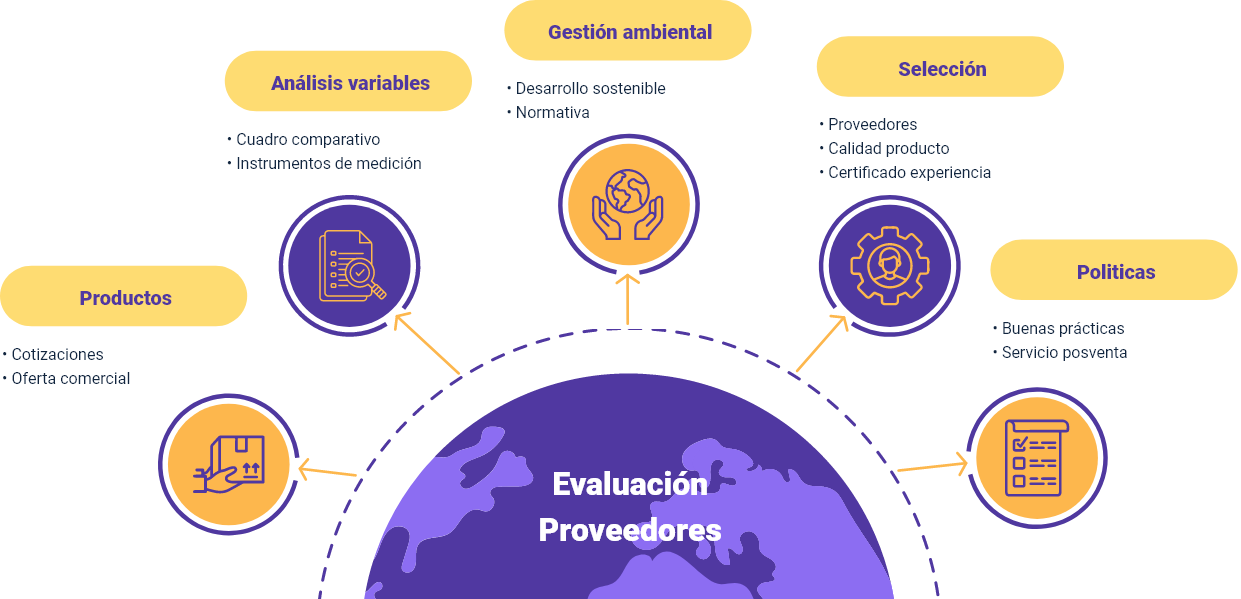 Productos
• Cotizaciones
• Oferta comercial
Análisis variables
• Cuadro comparativo
• Instrumentos de medición
Gestión ambiental
• Desarrollo sostenible
• Normativa
Selección
• Proveedores
• Calidad producto
• Certificado experiencia
Politicas
• Buenas prácticas
• Servicio posventa
Evaluación
Proveedores